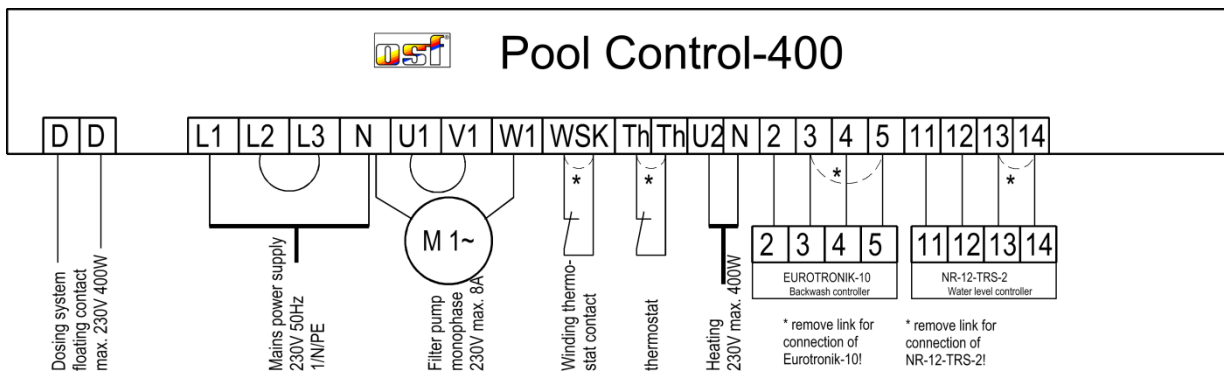 osf
Pool Control-400
D D L1 L2 L3 N U1 V1 W1 WSK Th Th U2 N 2 3 4 5 11 12 13 14
* * * *
M 1~
Dosing system
floating contact
max. 230V 400W
Mains power supply
230V 50Hz
1/N/PE
Filter pump
monophase
230V max. 8A
Winding thermo-
stat contact
thermostat
Heating
230V max. 400W
2 3 4 5
EUROTRONIK-10
Backwash controller
* remove link for
connection of
Eurotronik-10!
11 12 13 14
NR-12-TRS-2
Water level controller
* remove link for
connection of
NR-12-TRS-2!